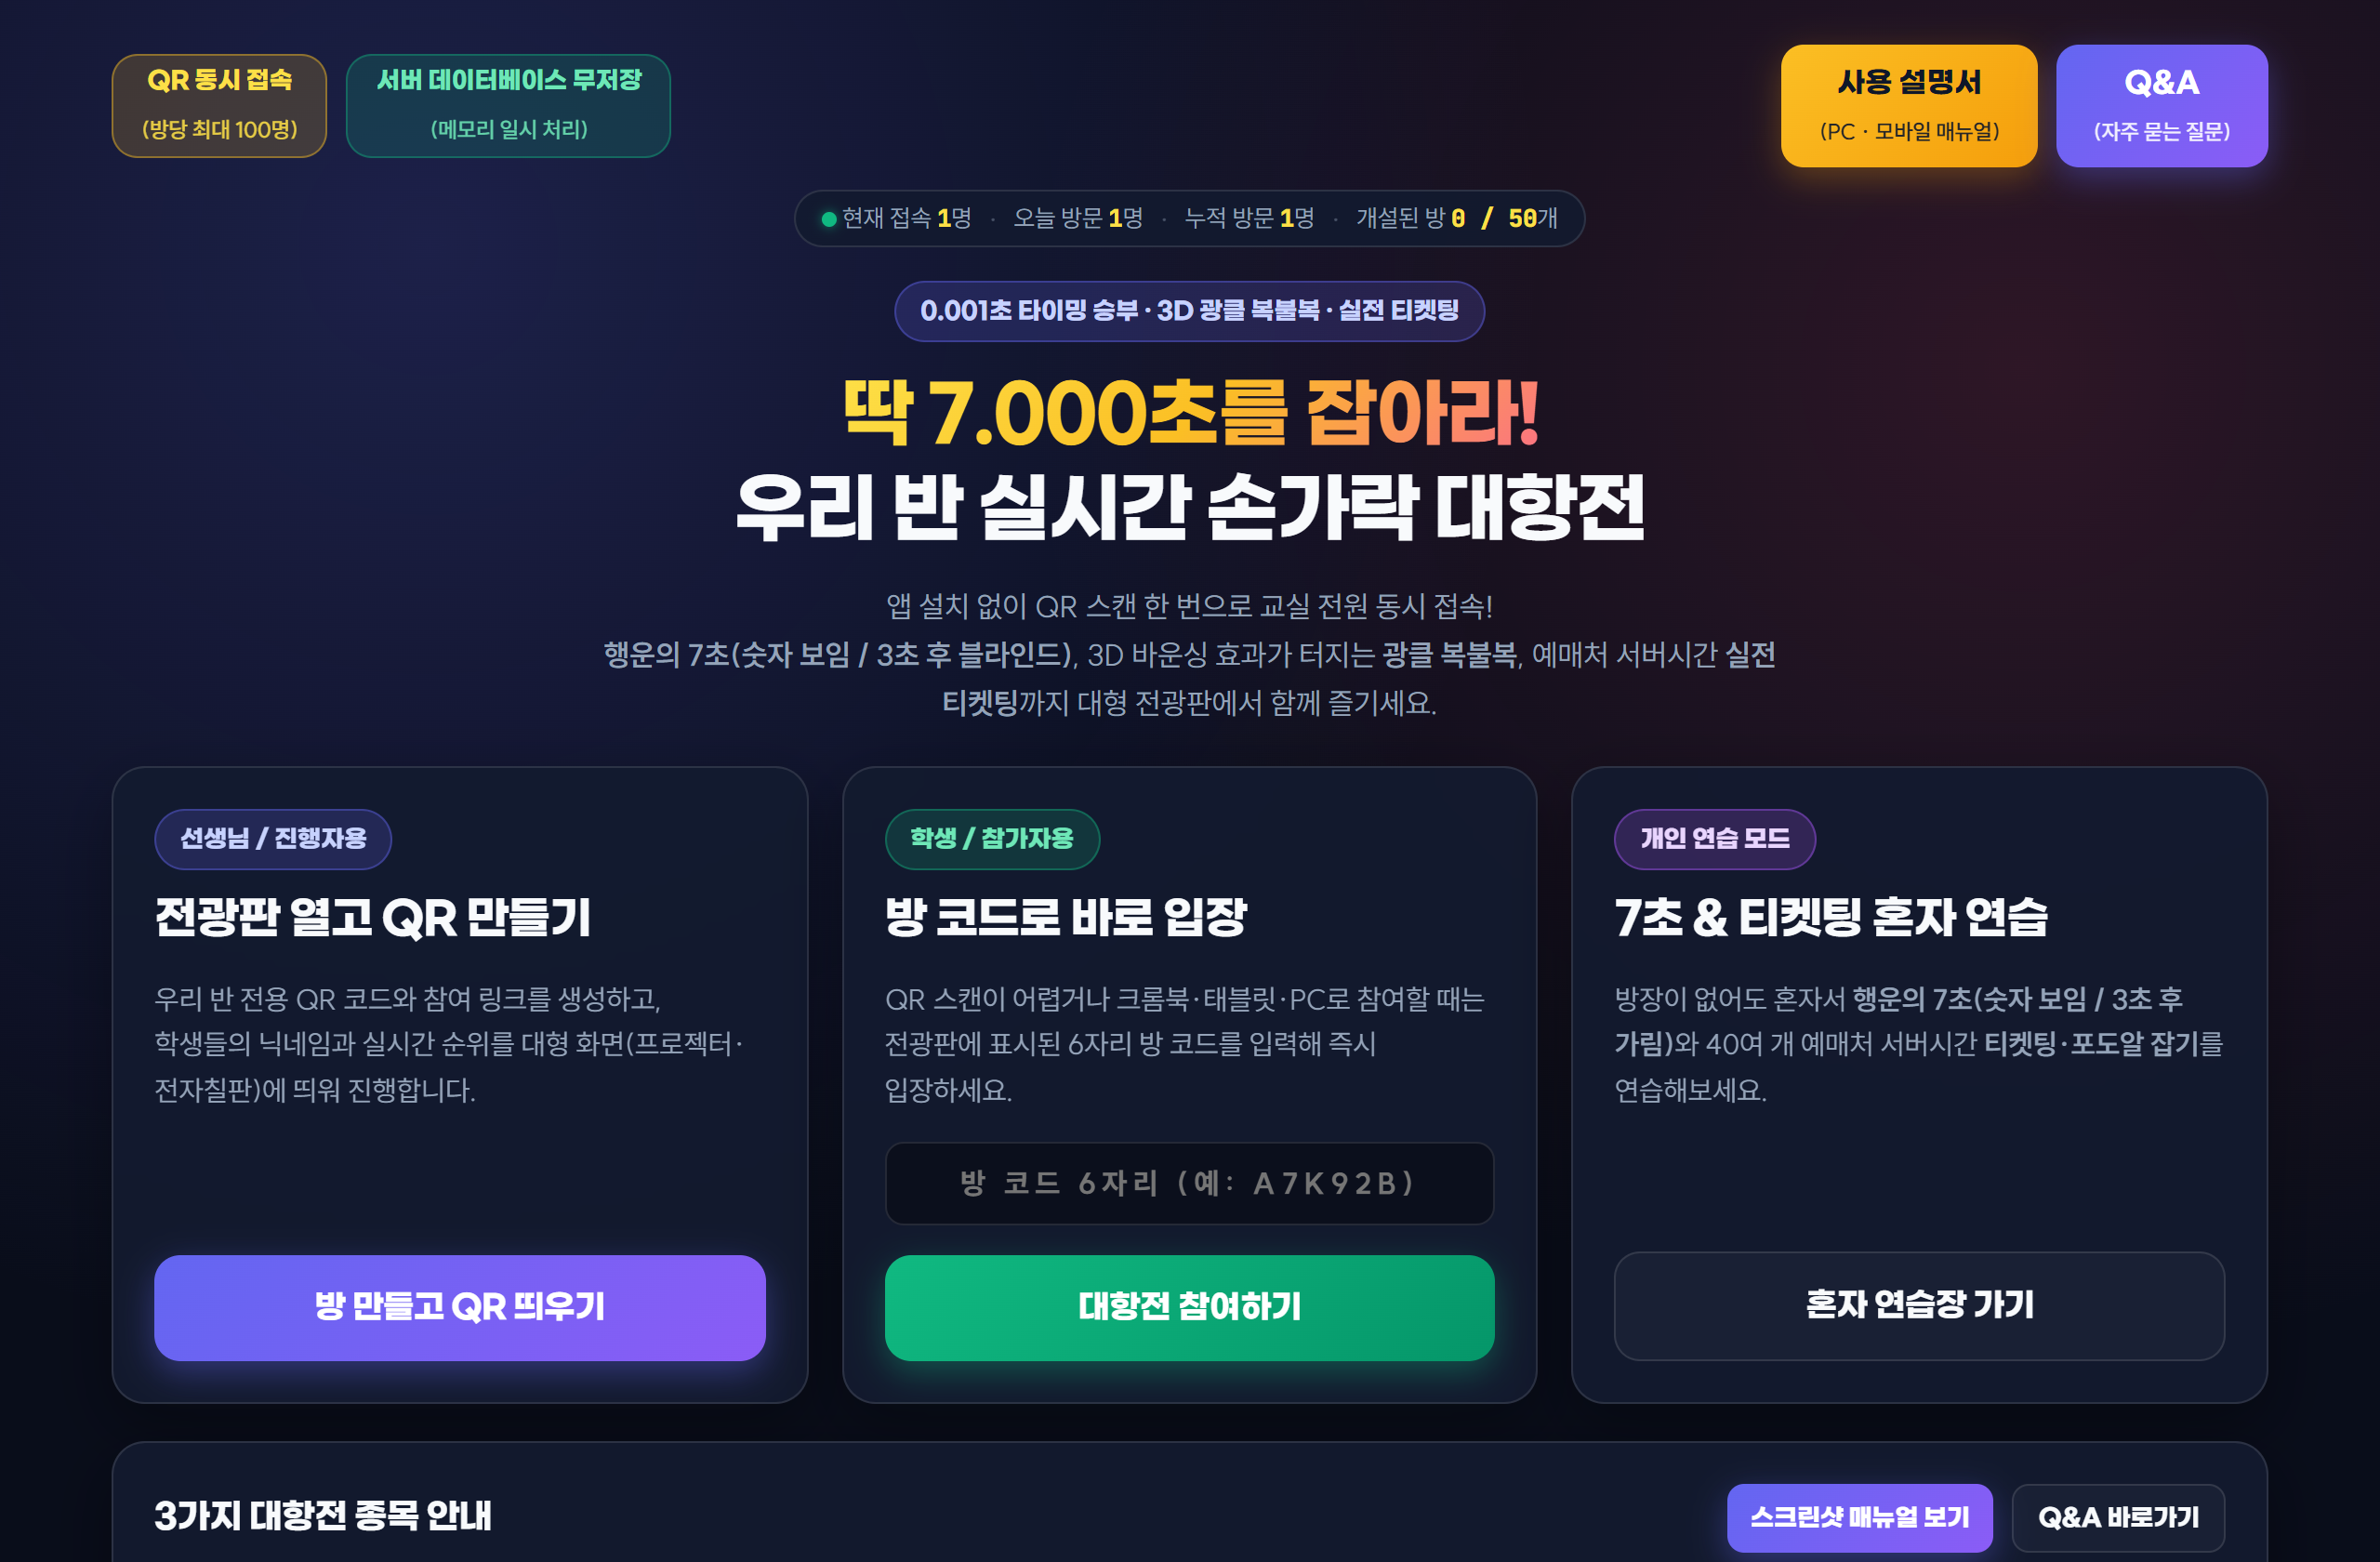 QR 동시 접속
(방당 최대 100명)
서버 데이터베이스 무저장
(메모리 일시 처리)
사용 설명서
(PC · 모바일 매뉴얼)
Q&A
(자주 묻는 질문)
현재 접속 1명 · 오늘 방문 1명 · 누적 방문 1명 · 개설된 방 0 / 50개
0.001초 타이밍 승부 · 3D 광클 복불복 · 실전 티켓팅
딱 7.000초를 잡아라!
우리 반 실시간 손가락 대항전
앱 설치 없이 QR 스캔 한 번으로 교실 전원 동시 접속!
행운의 7초(숫자 보임 / 3초 후 블라인드), 3D 바운싱 효과가 터지는 광클 복불복, 예매처 서버시간 실전
티켓팅까지 대형 전광판에서 함께 즐기세요.
선생님 / 진행자용
전광판 열고 QR 만들기
우리 반 전용 QR 코드와 참여 링크를 생성하고,
학생들의 닉네임과 실시간 순위를 대형 화면(프로젝터·
전자칠판)에 띄워 진행합니다.
방 만들고 QR 띄우기
학생 / 참가자용
방 코드로 바로 입장
QR 스캔이 어렵거나 크롬북·태블릿·PC로 참여할 때는
전광판에 표시된 6자리 방 코드를 입력해 즉시
입장하세요.
방 코드 6자리 (예: A7K92B)
대항전 참여하기
개인 연습 모드
7초 & 티켓팅 혼자 연습
방장이 없어도 혼자서 행운의 7초(숫자 보임 / 3초 후
가림)와 40여 개 예매처 서버시간 티켓팅·포도알 잡기를
연습해보세요.
혼자 연습장 가기
3가지 대항전 종목 안내
스크린샷 매뉴얼 보기
Q&A 바로가기